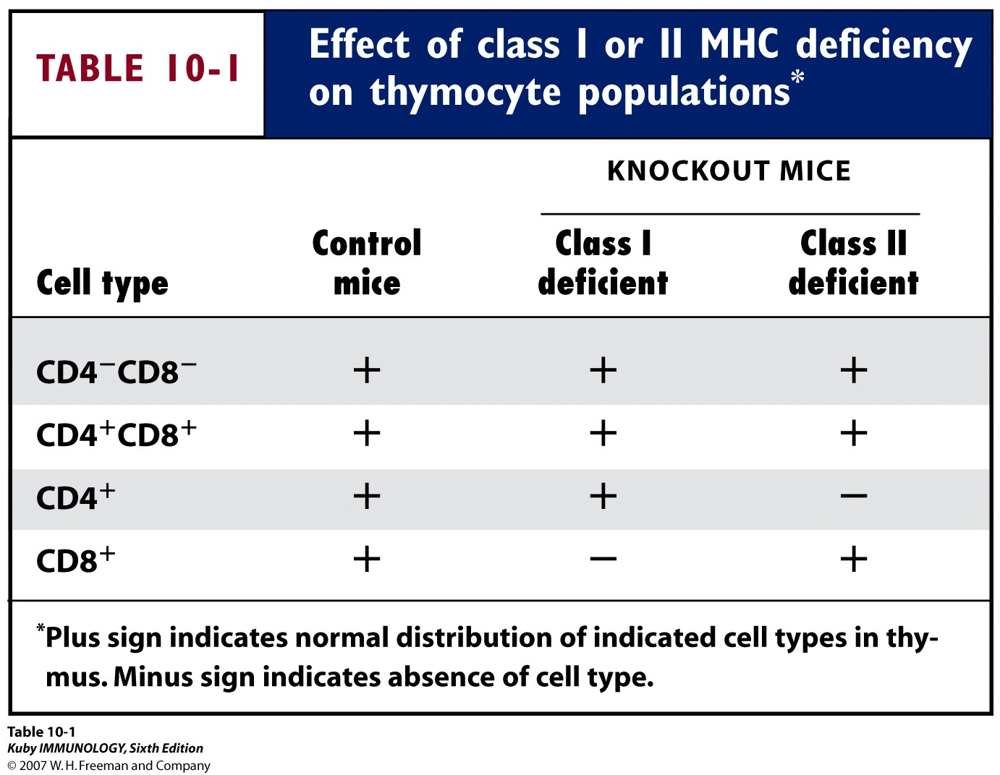 TABLE 10-1
Effect of class I or II MHC deficiency
on thymocyte populations*
KNOCKOUT MICE
Cell type
Control
mice
Class I
deficient
Class II
deficient
CD4⁻CD8⁻ + + +
CD4⁺CD8⁺ + + +
CD4⁺ + + −
CD8⁺ + − +
*Plus sign indicates normal distribution of indicated cell types in thy-
mus. Minus sign indicates absence of cell type.
Table 10-1
Kuby IMMUNOLOGY, Sixth Edition
© 2007 W. H. Freeman and Company